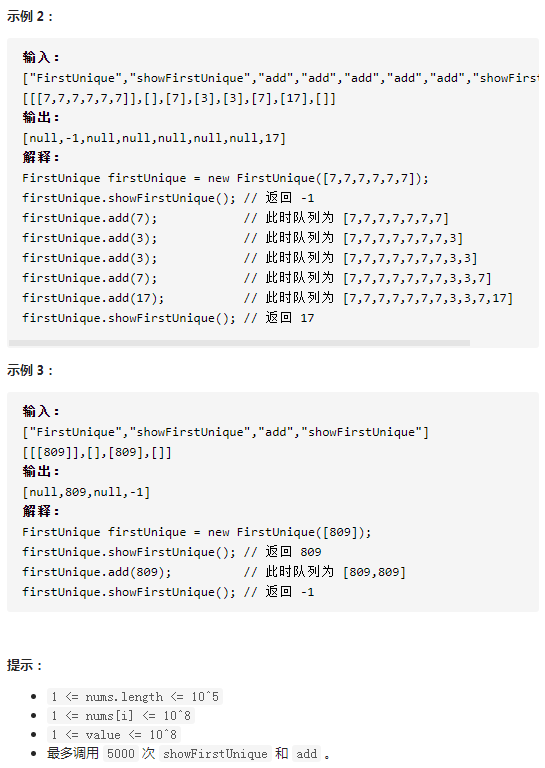 示例 2：
输入：
["FirstUnique","showFirstUnique","add","add","add","add","add","showFirst
[[[7,7,7,7,7,7]],[],[7],[3],[3],[7],[17],[]]
输出：
[null,-1,null,null,null,null,null,17]
解释：
FirstUnique firstUnique = new FirstUnique([7,7,7,7,7,7]);
firstUnique.showFirstUnique(); // 返回 -1
firstUnique.add(7);            // 此时队列为 [7,7,7,7,7,7,7]
firstUnique.add(3);            // 此时队列为 [7,7,7,7,7,7,7,3]
firstUnique.add(3);            // 此时队列为 [7,7,7,7,7,7,7,3,3]
firstUnique.add(7);            // 此时队列为 [7,7,7,7,7,7,7,3,3,7]
firstUnique.add(17);           // 此时队列为 [7,7,7,7,7,7,7,3,3,7,17]
firstUnique.showFirstUnique(); // 返回 17
示例 3：
输入：
["FirstUnique","showFirstUnique","add","showFirstUnique"]
[[[809]],[],[809],[]]
输出：
[null,809,null,-1]
解释：
FirstUnique firstUnique = new FirstUnique([809]);
firstUnique.showFirstUnique(); // 返回 809
firstUnique.add(809);          // 此时队列为 [809,809]
firstUnique.showFirstUnique(); // 返回 -1
提示：
1 <= nums.length <= 10^5
1 <= nums[i] <= 10^8
1 <= value <= 10^8
最多调用 5000 次 showFirstUnique 和 add 。